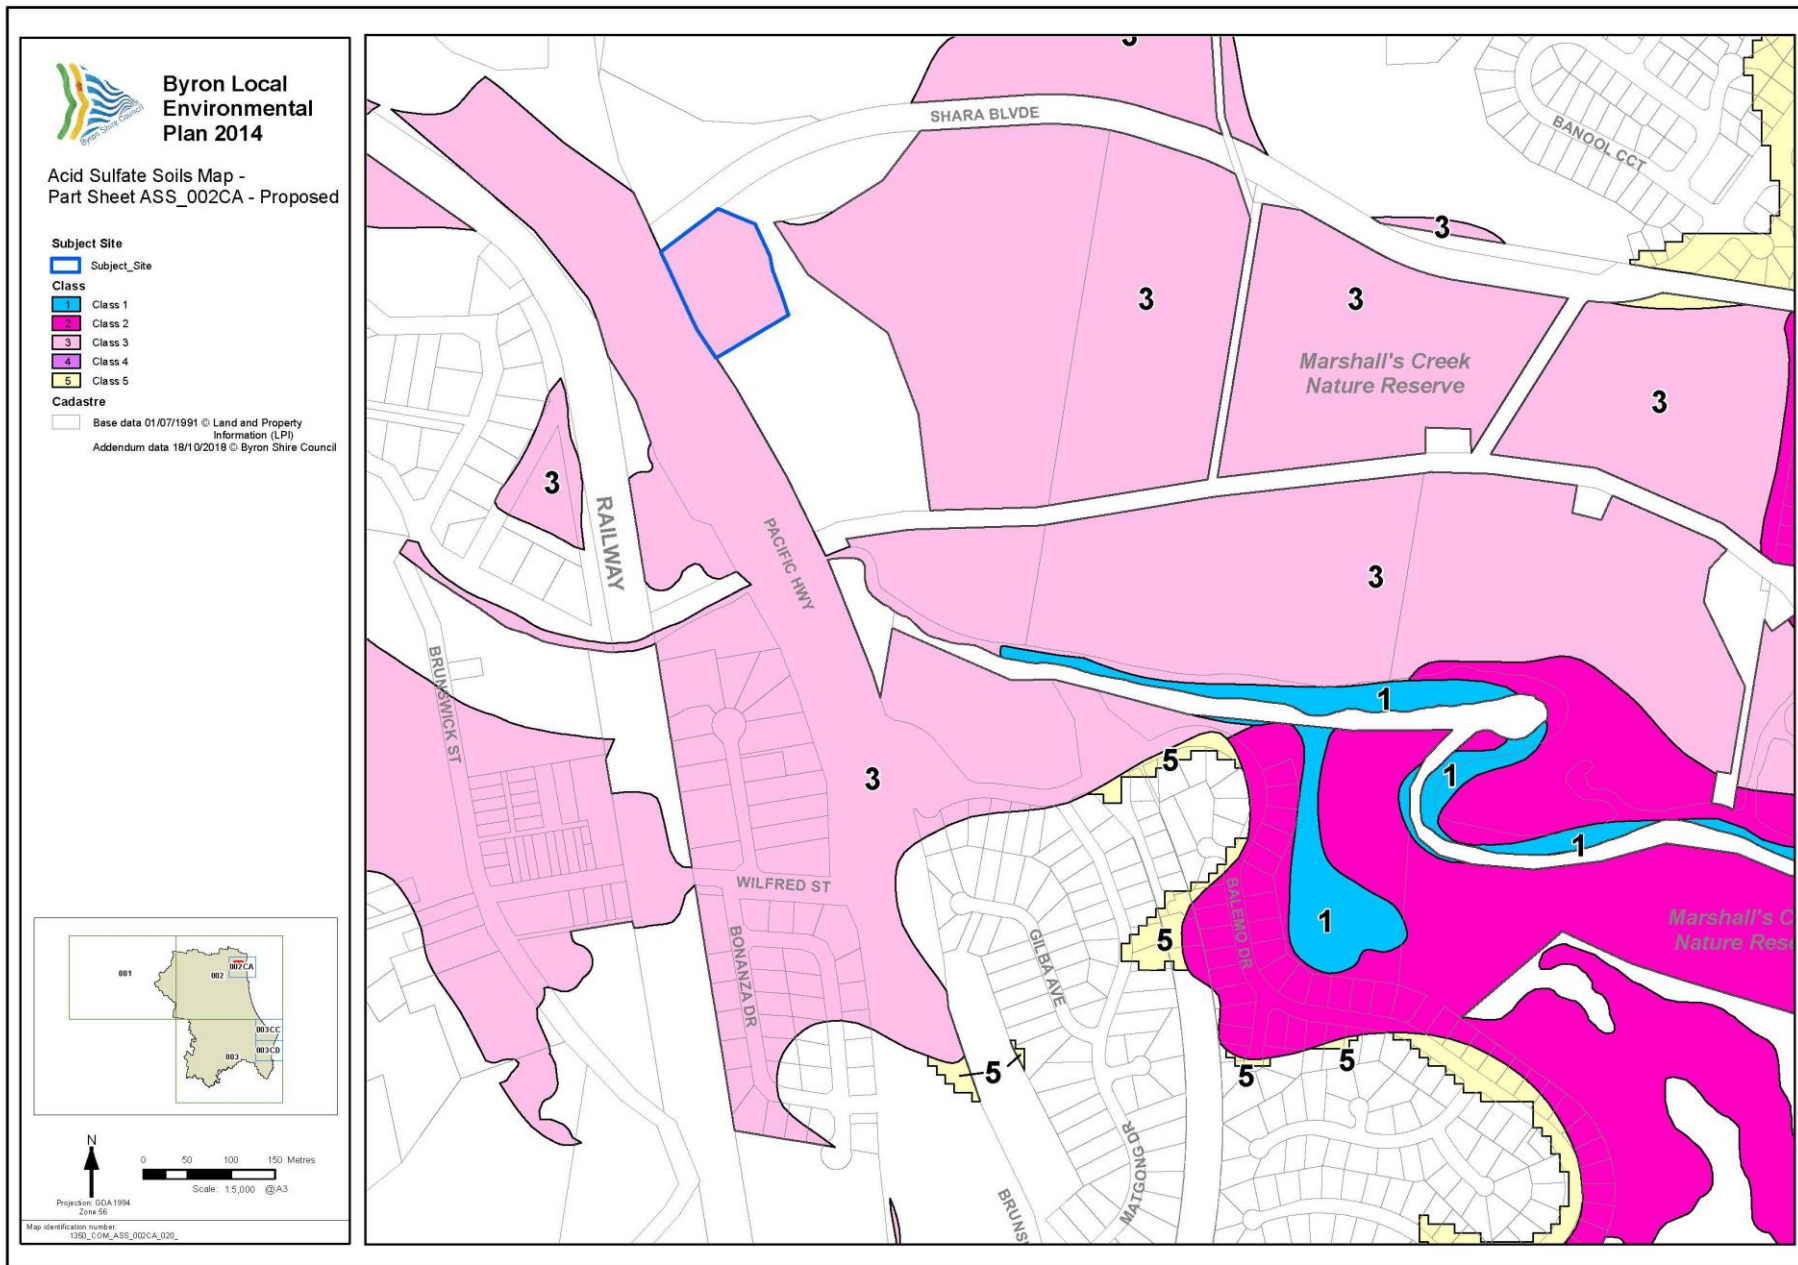 Byron Local
Environmental
Plan 2014
Byron Shire Council
Acid Sulfate Soils Map -
Part Sheet ASS_002CA - Proposed
Subject Site
Subject_Site
Class
1 Class 1
2 Class 2
3 Class 3
4 Class 4
5 Class 5
Cadastre
Base data 01/07/1991 © Land and Property
Information (LPI)
Addendum data 18/10/2018 © Byron Shire Council
001
002
002CA
003CC
003CD
003
N
0 50 100 150 Metres
Scale: 1:5,000 @A3
Projection: GDA 1994
Zone 56
Map identification number:
1350_COM_ASS_002CA_020_
3
SHARA BLVDE
BANOOL CCT
3
3
3
Marshall's Creek
Nature Reserve
3
3
RAILWAY
PACIFIC HWY
3
BRUNSWICK ST
1
3
5
1
1
WILFRED ST
BONANZA DR
GILBA AVE
5
BALEMO DR
1
Marshall's C
Nature Rese
5
5
5
MATGONG DR
BRUNSW
5